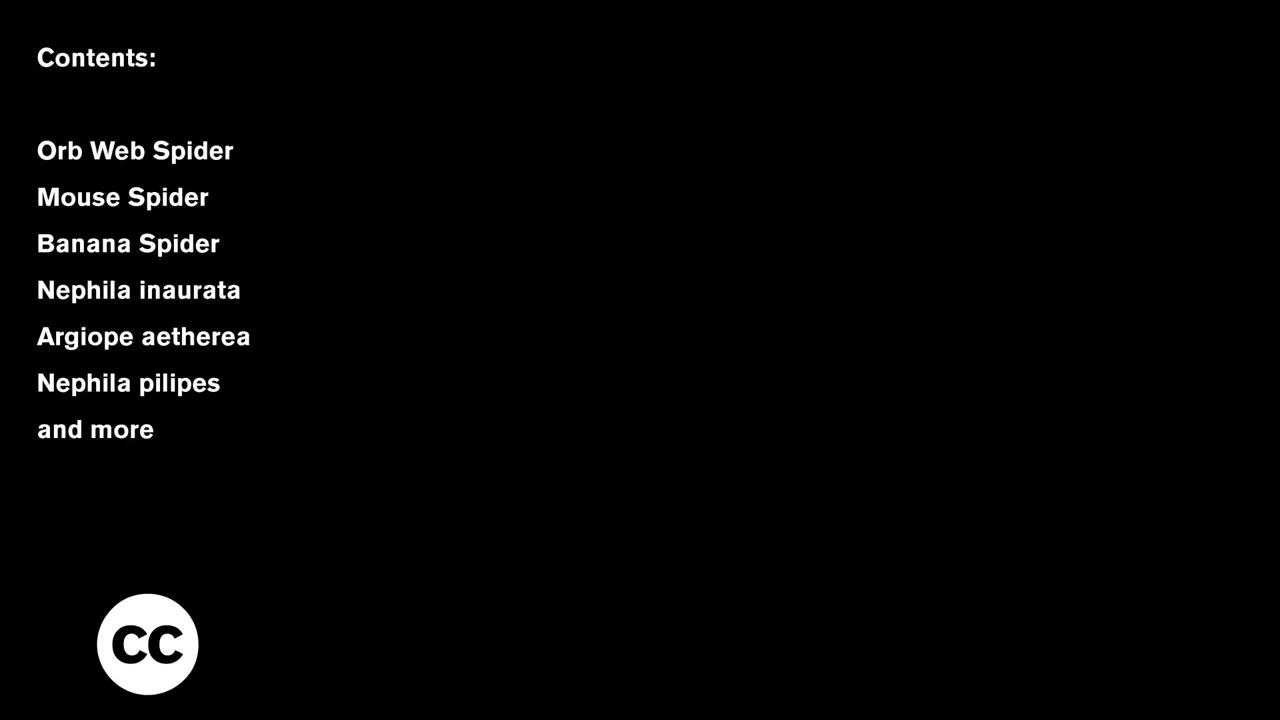 Contents:
Orb Web Spider
Mouse Spider
Banana Spider
Nephila inaurata
Argiope aetherea
Nephila pilipes
and more
CC